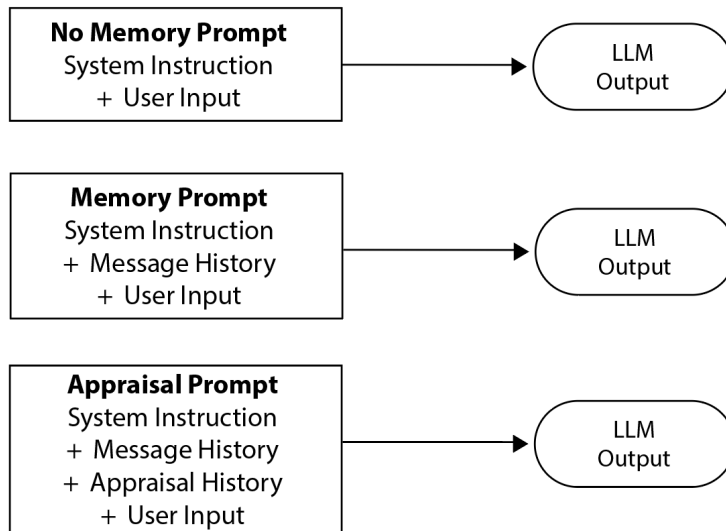 No Memory Prompt
System Instruction
+ User Input
LLM
Output
Memory Prompt
System Instruction
+ Message History
+ User Input
LLM
Output
Appraisal Prompt
System Instruction
+ Message History
+ Appraisal History
+ User Input
LLM
Output